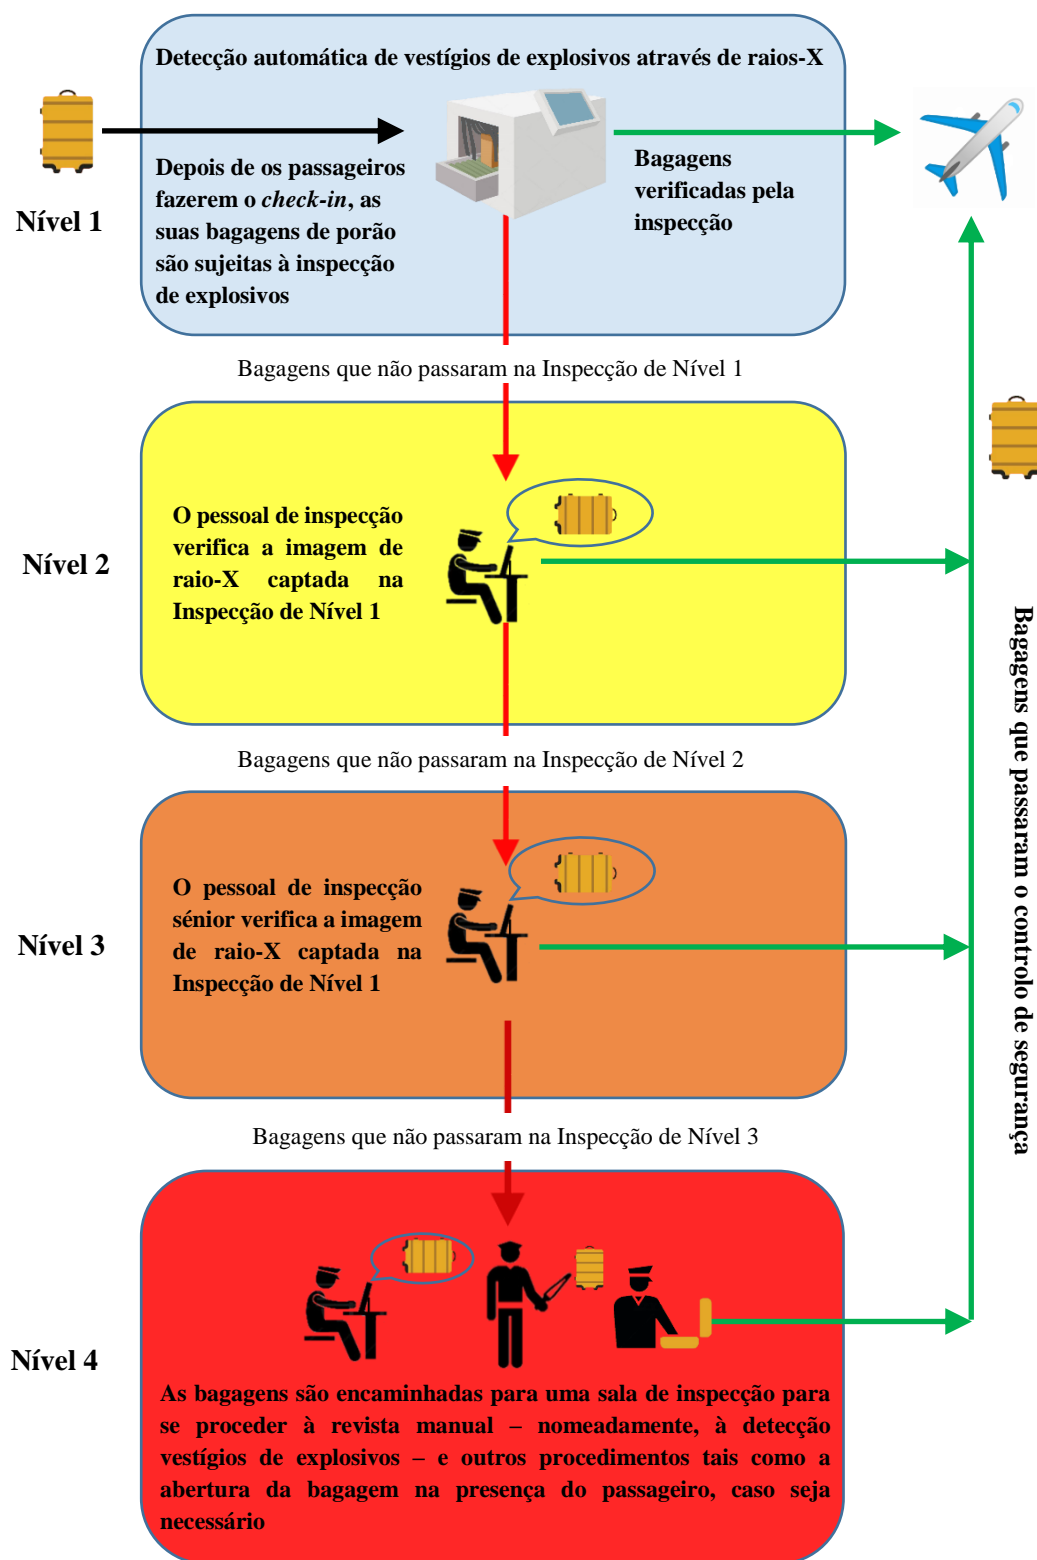 Detecção automática de vestígios de explosivos através de raios-X
Nível 1
Depois de os passageiros
fazerem o check-in, as
suas bagagens de porão
são sujeitas à inspecção
de explosivos
Bagagens
verificadas pela
inspecção
Bagagens que não passaram na Inspecção de Nível 1
Nível 2
O pessoal de inspecção
verifica a imagem de
raio-X captada na
Inspecção de Nível 1
Bagagens que não passaram na Inspecção de Nível 2
Nível 3
O pessoal de inspecção
sénior verifica a imagem
de raio-X captada na
Inspecção de Nível 1
Bagagens que passaram o controlo de segurança
Bagagens que não passaram na Inspecção de Nível 3
Nível 4
As bagagens são encaminhadas para uma sala de inspecção para
se proceder à revista manual – nomeadamente, à detecção
vestígios de explosivos – e outros procedimentos tais como a
abertura da bagagem na presença do passageiro, caso seja
necessário